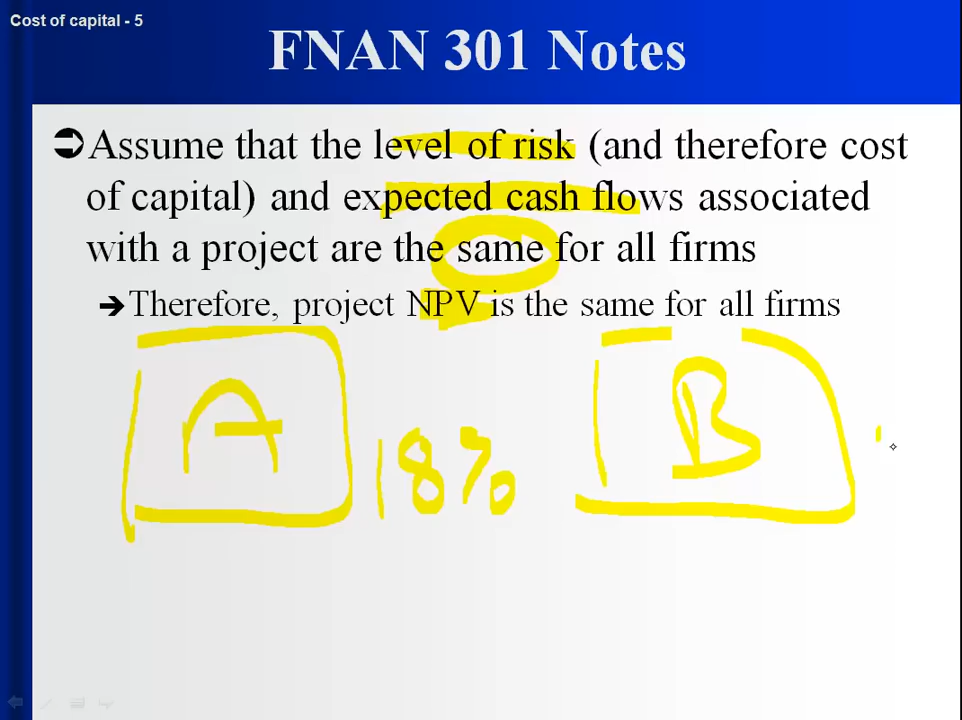 Cost of capital - 5
FNAN 301 Notes
Assume that the level of risk (and therefore cost
of capital) and expected cash flows associated
with a project are the same for all firms
Therefore, project NPV is the same for all firms
A 18% B